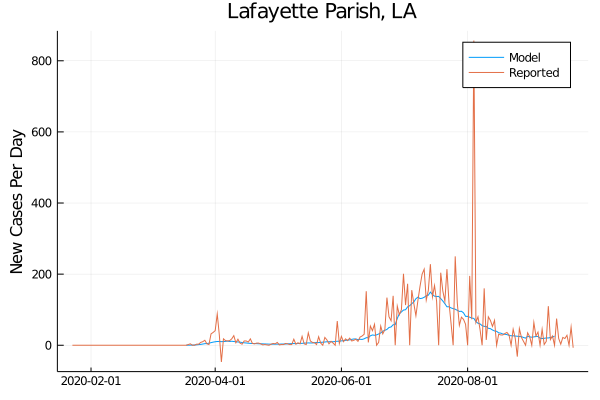 Lafayette Parish, LA
New Cases Per Day
800
600
400
200
0
Model
Reported
2020-02-01
2020-04-01
2020-06-01
2020-08-01